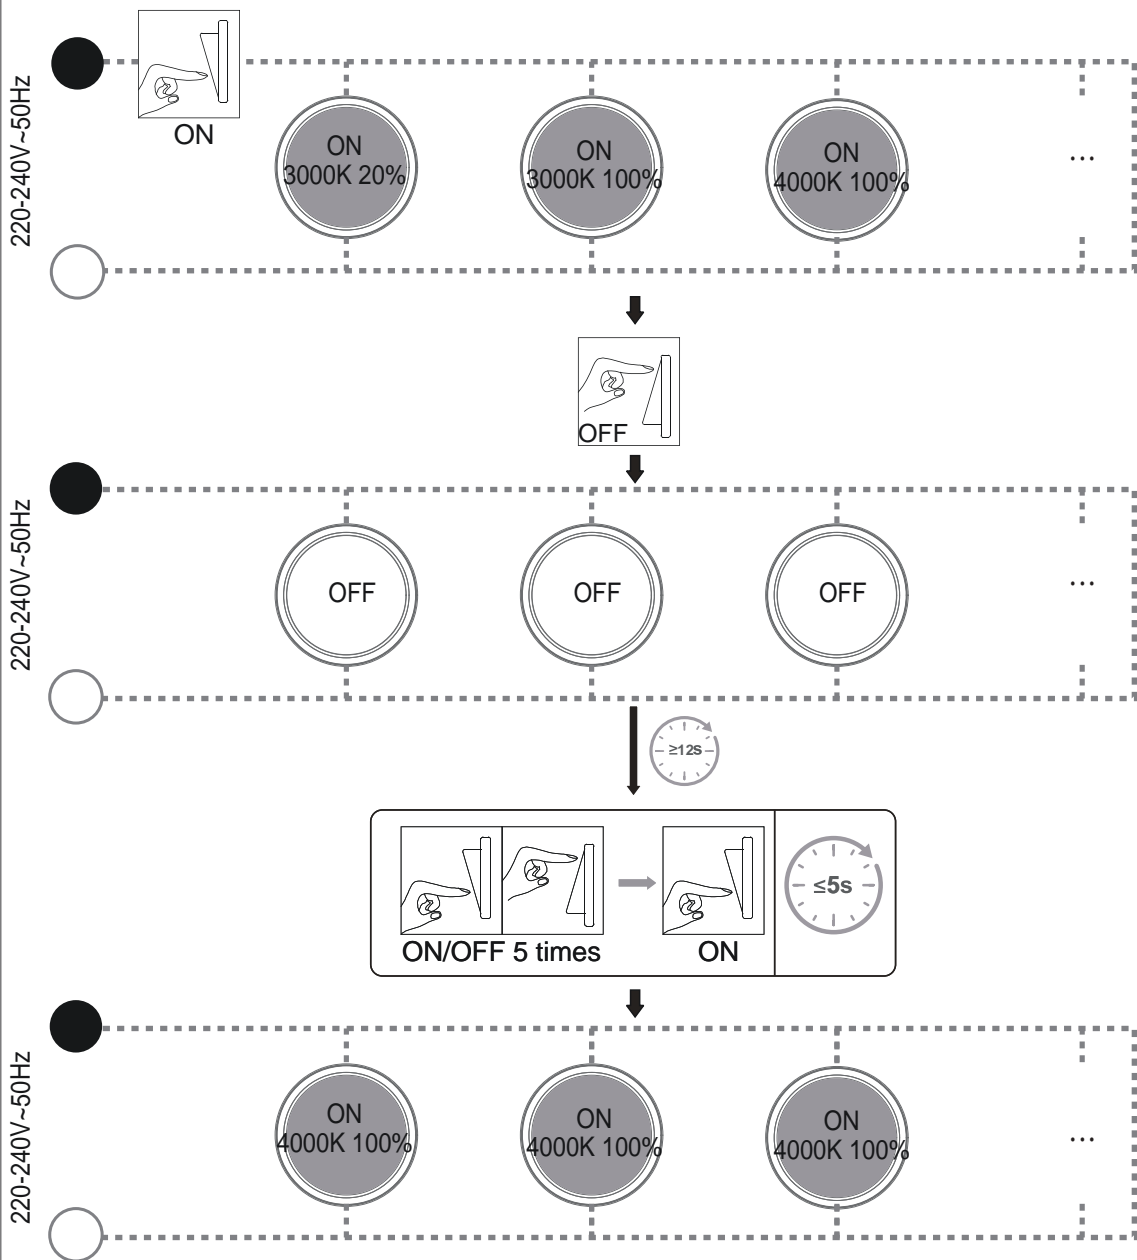 220-240V~50Hz
ON
ON
3000K 20%
ON
3000K 100%
ON
4000K 100%
...
OFF
220-240V~50Hz
OFF
OFF
OFF
...
≥12s
ON/OFF 5 times
ON
≤5s
220-240V~50Hz
ON
4000K 100%
ON
4000K 100%
ON
4000K 100%
...